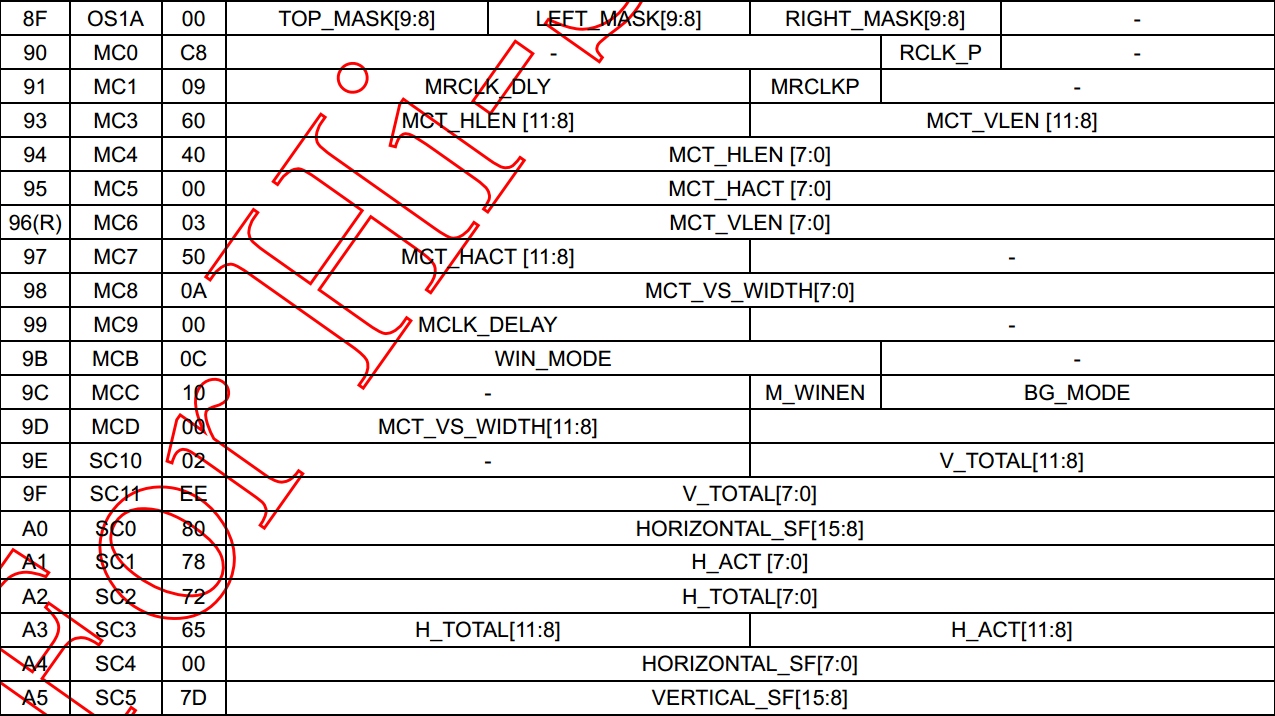 8F OS1A 00 TOP_MASK[9:8] LEFT_MASK[9:8] RIGHT_MASK[9:8] -
90 MC0 C8 - RCLK_P -
91 MC1 09 MRCLK_DLY MRCLKP -
93 MC3 60 MCT_HLEN [11:8] MCT_VLEN [11:8]
94 MC4 40 MCT_HLEN [7:0]
95 MC5 00 MCT_HACT [7:0]
96(R) MC6 03 MCT_VLEN [7:0]
97 MC7 50 MCT_HACT [11:8] -
98 MC8 0A MCT_VS_WIDTH[7:0]
99 MC9 00 MCLK_DELAY -
9B MCB 0C WIN_MODE -
9C MCC 10 - M_WINEN BG_MODE
9D MCD 00 MCT_VS_WIDTH[11:8]
9E SC10 02 - V_TOTAL[11:8]
9F SC11 EE V_TOTAL[7:0]
A0 SC0 80 HORIZONTAL_SF[15:8]
A1 SC1 78 H_ACT [7:0]
A2 SC2 72 H_TOTAL[7:0]
A3 SC3 65 H_TOTAL[11:8] H_ACT[11:8]
A4 SC4 00 HORIZONTAL_SF[7:0]
A5 SC5 7D VERTICAL_SF[15:8]